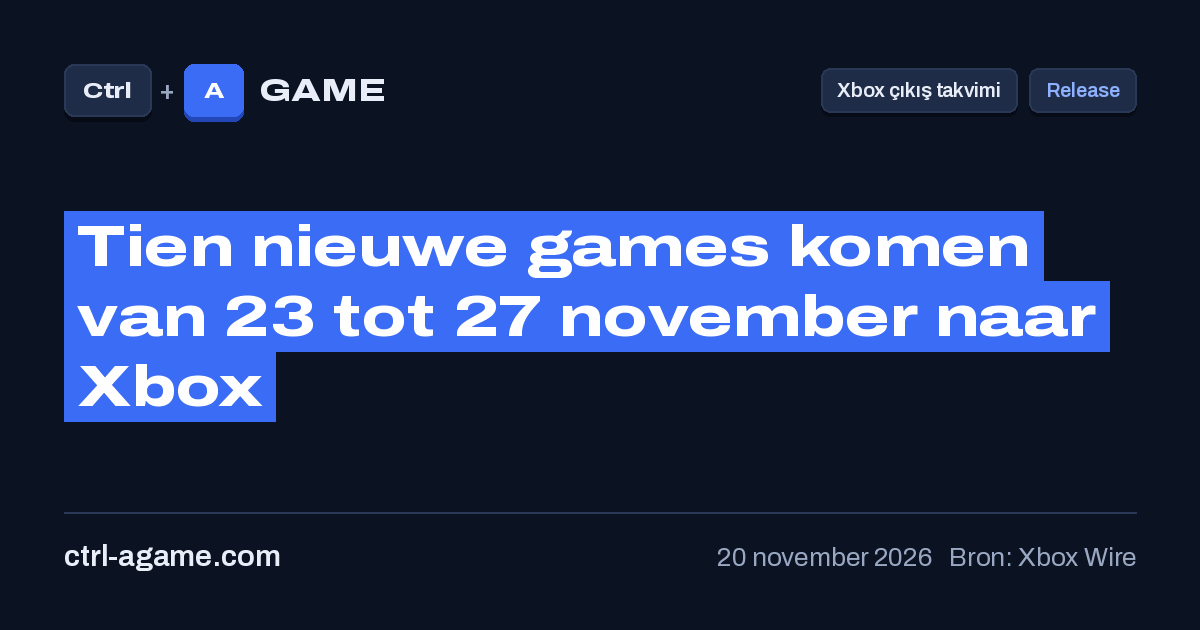 Ctrl + A GAME
Xbox çıkış takvimi
Release
Tien nieuwe games komen
van 23 tot 27 november naar
Xbox
ctrl-agame.com
20 november 2026 Bron: Xbox Wire